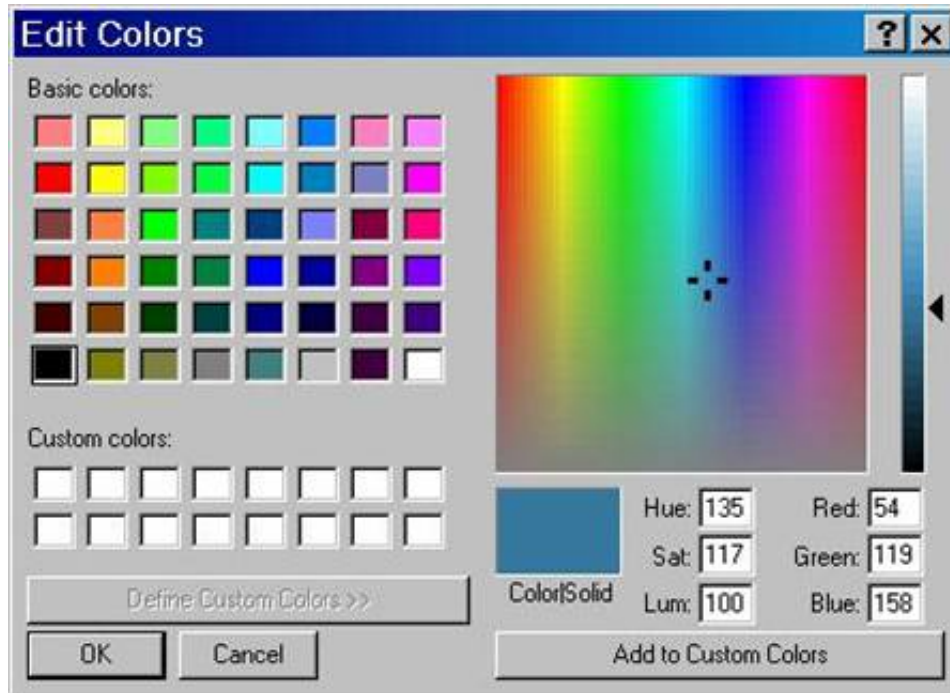 Edit Colors
Basic colors:
Custom colors:
Define Custom Colors >>
OK Cancel
Color|Solid
Hue: 135 Red: 54
Sat: 117 Green: 119
Lum: 100 Blue: 158
Add to Custom Colors